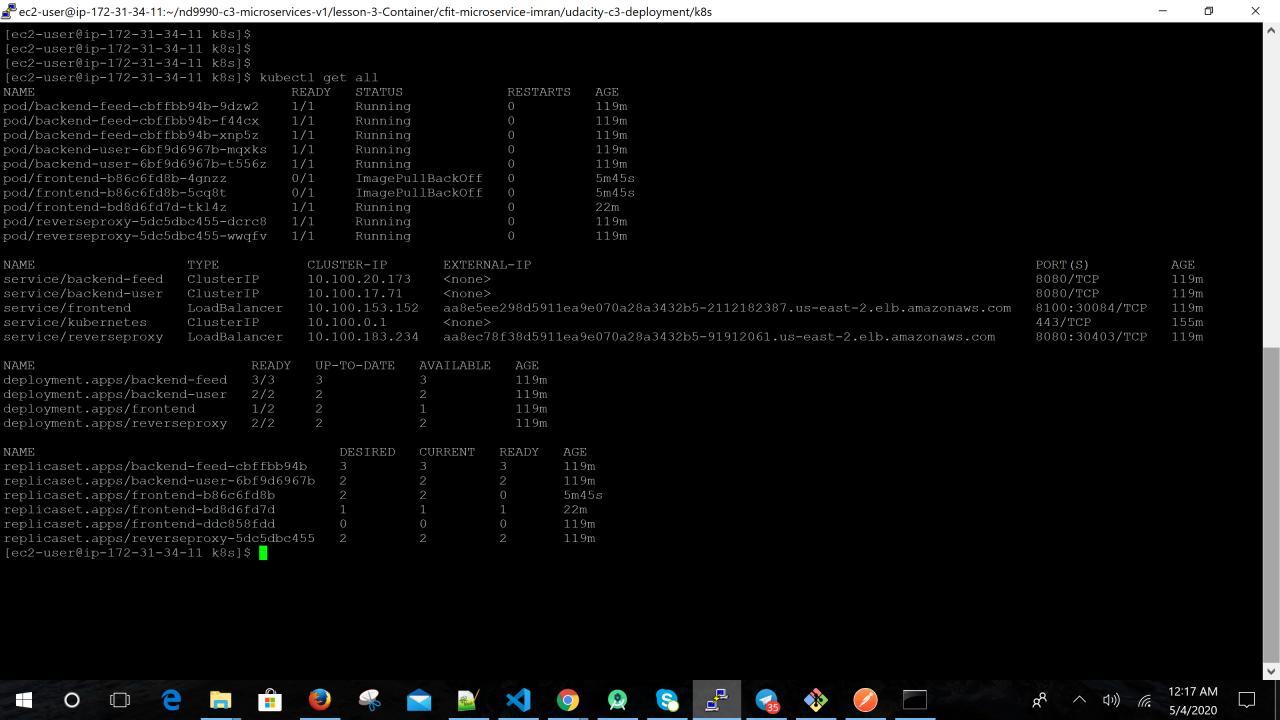 ec2-user@ip-172-31-34-11:~/nd9990-c3-microservices-v1/lesson-3-Container/cfit-microservice-imran/udacity-c3-deployment/k8s
[ec2-user@ip-172-31-34-11 k8s]$
[ec2-user@ip-172-31-34-11 k8s]$
[ec2-user@ip-172-31-34-11 k8s]$
[ec2-user@ip-172-31-34-11 k8s]$ kubectl get all
NAME READY STATUS RESTARTS AGE
pod/backend-feed-cbffbb94b-9dzw2 1/1 Running 0 119m
pod/backend-feed-cbffbb94b-f44cx 1/1 Running 0 119m
pod/backend-feed-cbffbb94b-xnp5z 1/1 Running 0 119m
pod/backend-user-6bf9d6967b-mqxks 1/1 Running 0 119m
pod/backend-user-6bf9d6967b-t556z 1/1 Running 0 119m
pod/frontend-b86c6fd8b-4gnzz 0/1 ImagePullBackOff 0 5m45s
pod/frontend-b86c6fd8b-5cq8t 0/1 ImagePullBackOff 0 5m45s
pod/frontend-bd8d6fd7d-tkl4z 1/1 Running 0 22m
pod/reverseproxy-5dc5dbc455-dcrc8 1/1 Running 0 119m
pod/reverseproxy-5dc5dbc455-wwqfv 1/1 Running 0 119m
NAME TYPE CLUSTER-IP EXTERNAL-IP PORT(S) AGE
service/backend-feed ClusterIP 10.100.20.173 <none> 8080/TCP 119m
service/backend-user ClusterIP 10.100.17.71 <none> 8080/TCP 119m
service/frontend LoadBalancer 10.100.153.152 aa8e5ee298d5911ea9e070a28a3432b5-2112182387.us-east-2.elb.amazonaws.com 8100:30084/TCP 119m
service/kubernetes ClusterIP 10.100.0.1 <none> 443/TCP 155m
service/reverseproxy LoadBalancer 10.100.183.234 aa8ec78f38d5911ea9e070a28a3432b5-91912061.us-east-2.elb.amazonaws.com 8080:30403/TCP 119m
NAME READY UP-TO-DATE AVAILABLE AGE
deployment.apps/backend-feed 3/3 3 3 119m
deployment.apps/backend-user 2/2 2 2 119m
deployment.apps/frontend 1/2 2 1 119m
deployment.apps/reverseproxy 2/2 2 2 119m
NAME DESIRED CURRENT READY AGE
replicaset.apps/backend-feed-cbffbb94b 3 3 3 119m
replicaset.apps/backend-user-6bf9d6967b 2 2 2 119m
replicaset.apps/frontend-b86c6fd8b 2 2 0 5m45s
replicaset.apps/frontend-bd8d6fd7d 1 1 1 22m
replicaset.apps/frontend-ddc858fdd 0 0 0 119m
replicaset.apps/reverseproxy-5dc5dbc455 2 2 2 119m
[ec2-user@ip-172-31-34-11 k8s]$
35
12:17 AM
5/4/2020